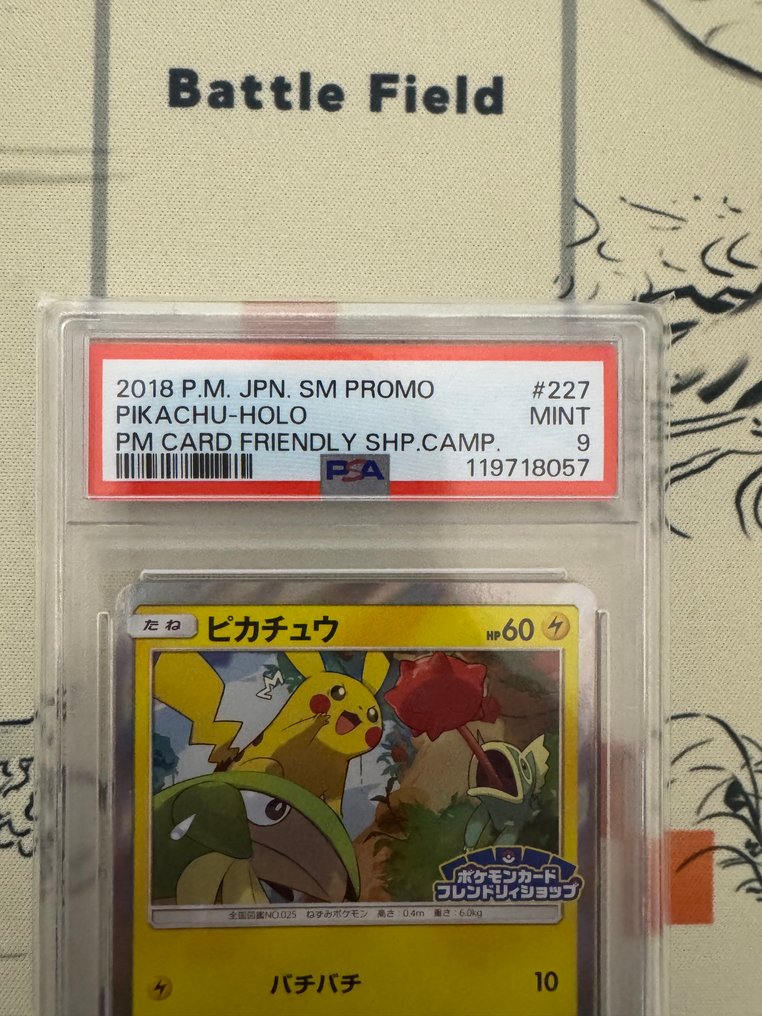 Battle Field
2018 P.M. JPN. SM PROMO #227
PIKACHU-HOLO MINT
PM CARD FRIENDLY SHP.CAMP. 9
PSA 119718057
たね ピカチュウ HP60
ポケモンカード
フレンドリィショップ
全国図鑑NO.025 ねずみポケモン 高さ：0.4m 重さ：6.0kg
バチバチ 10